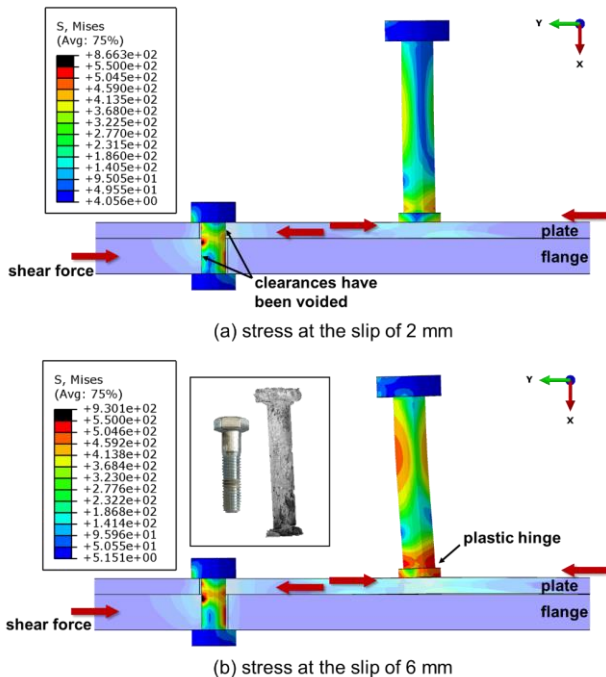 S, Mises
(Avg: 75%)
+8.663e+02
+5.500e+02
+5.045e+02
+4.590e+02
+4.135e+02
+3.680e+02
+3.225e+02
+2.770e+02
+2.315e+02
+1.860e+02
+1.405e+02
+9.505e+01
+4.955e+01
+4.056e+00
Y
X
plate
flange
shear force
clearances have
been voided
(a) stress at the slip of 2 mm
S, Mises
(Avg: 75%)
+9.301e+02
+5.500e+02
+5.046e+02
+4.592e+02
+4.138e+02
+3.684e+02
+3.230e+02
+2.776e+02
+2.322e+02
+1.868e+02
+1.414e+02
+9.596e+01
+5.055e+01
+5.151e+00
Y
X
plastic hinge
plate
flange
shear force
(b) stress at the slip of 6 mm